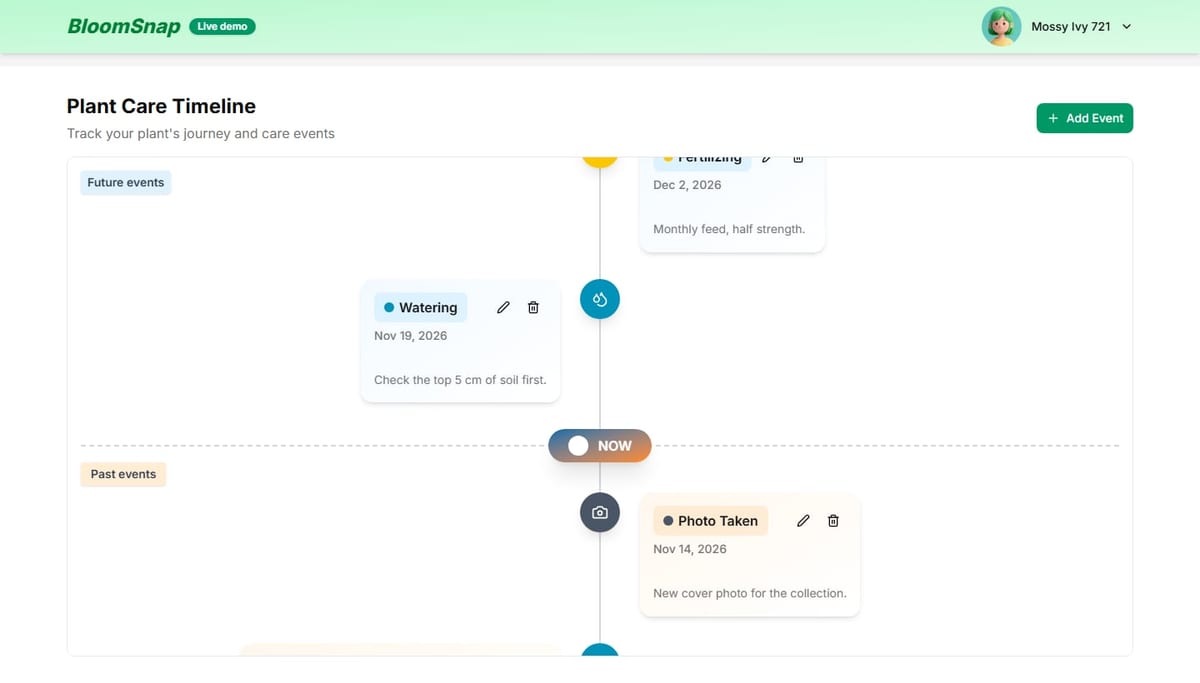 BloomSnap
Live demo
Mossy Ivy 721
Plant Care Timeline
Track your plant's journey and care events
Add Event
Future events
Fertilizing
Dec 2, 2026
Monthly feed, half strength.
Watering
Nov 19, 2026
Check the top 5 cm of soil first.
NOW
Past events
Photo Taken
Nov 14, 2026
New cover photo for the collection.